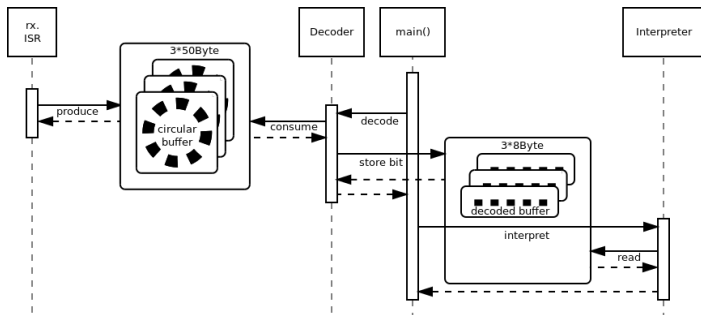 rx.
ISR
Decoder
main()
Interpreter
3*50Byte
produce
circular
buffer
consume
decode
store bit
3*8Byte
decoded buffer
interpret
read